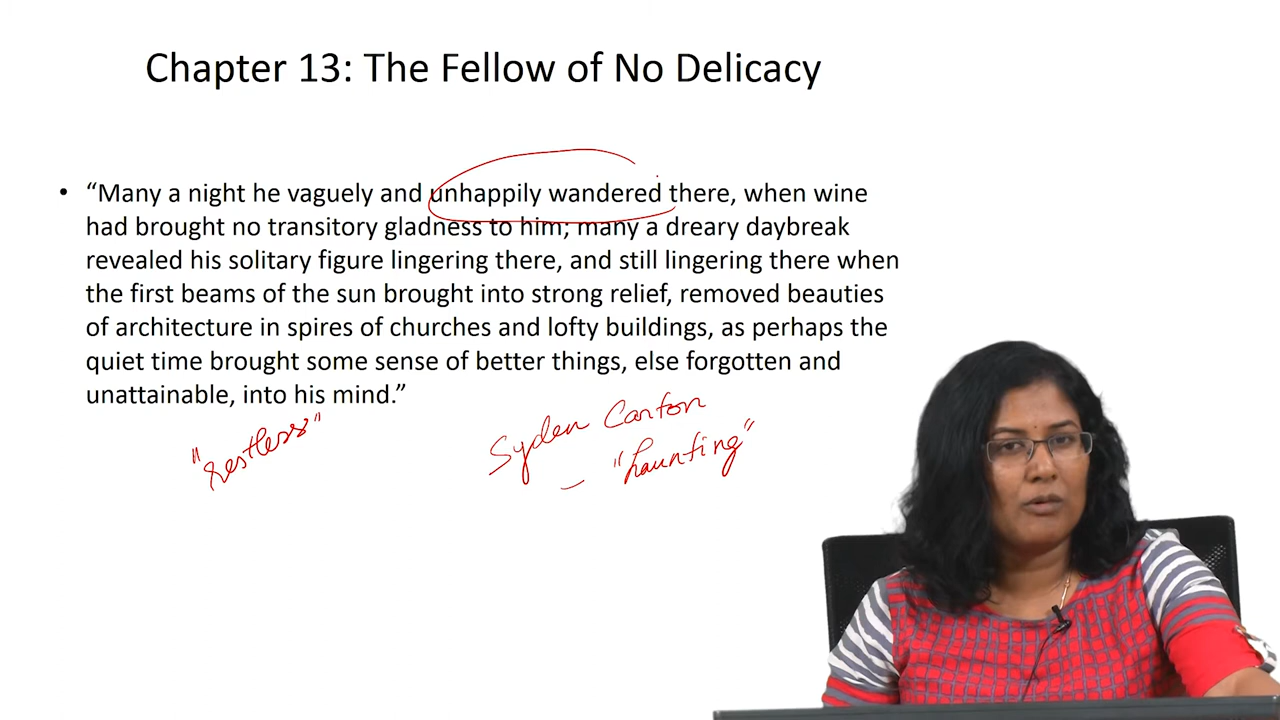 Chapter 13: The Fellow of No Delicacy
• “Many a night he vaguely and unhappily wandered there, when wine
had brought no transitory gladness to him; many a dreary daybreak
revealed his solitary figure lingering there, and still lingering there when
the first beams of the sun brought into strong relief, removed beauties
of architecture in spires of churches and lofty buildings, as perhaps the
quiet time brought some sense of better things, else forgotten and
unattainable, into his mind.”
"restless"
Syden Carton
– "haunting"